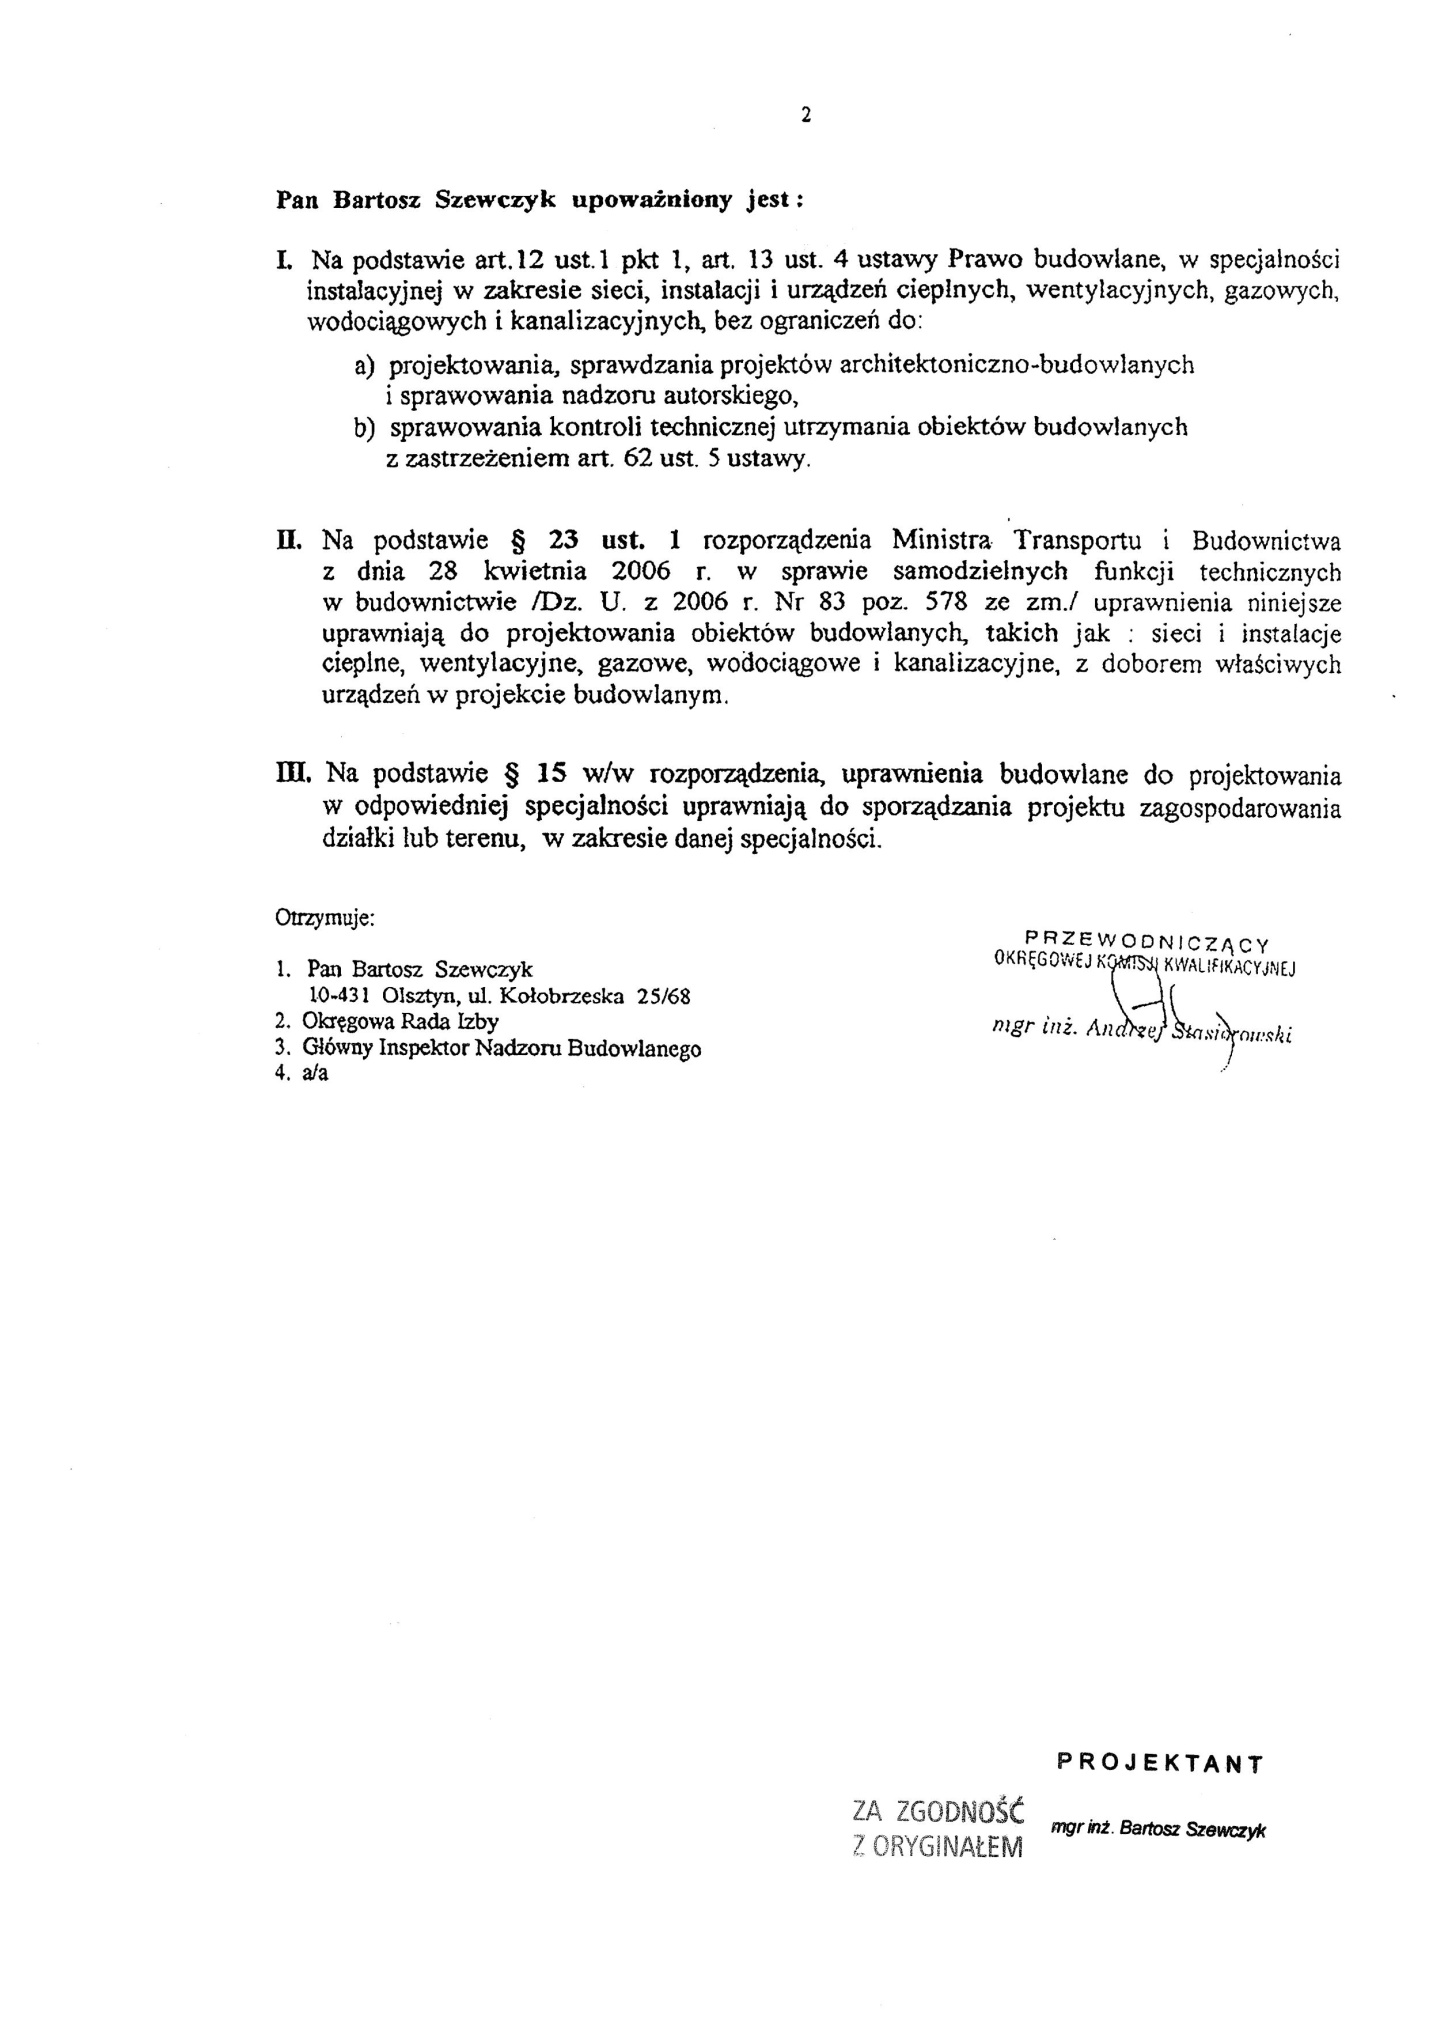 2
Pan Bartosz Szewczyk upoważniony jest :
I. Na podstawie art.12 ust.1 pkt 1, art. 13 ust. 4 ustawy Prawo budowlane, w specjalności
instalacyjnej w zakresie sieci, instalacji i urządzeń cieplnych, wentylacyjnych, gazowych,
wodociągowych i kanalizacyjnych, bez ograniczeń do:
a) projektowania, sprawdzania projektów architektoniczno-budowlanych
i sprawowania nadzoru autorskiego,
b) sprawowania kontroli technicznej utrzymania obiektów budowlanych
z zastrzeżeniem art. 62 ust. 5 ustawy.
II. Na podstawie § 23 ust. 1 rozporządzenia Ministra Transportu i Budownictwa
z dnia 28 kwietnia 2006 r. w sprawie samodzielnych funkcji technicznych
w budownictwie /Dz. U. z 2006 r. Nr 83 poz. 578 ze zm./ uprawnienia niniejsze
uprawniają do projektowania obiektów budowlanych, takich jak : sieci i instalacje
cieplne, wentylacyjne, gazowe, wodociągowe i kanalizacyjne, z doborem właściwych
urządzeń w projekcie budowlanym.
III. Na podstawie § 15 w/w rozporządzenia, uprawnienia budowlane do projektowania
w odpowiedniej specjalności uprawniają do sporządzania projektu zagospodarowania
działki lub terenu, w zakresie danej specjalności.
Otrzymuje:
1. Pan Bartosz Szewczyk
10-431 Olsztyn, ul. Kołobrzeska 25/68
2. Okręgowa Rada Izby
3. Główny Inspektor Nadzoru Budowlanego
4. a/a
PRZEWODNICZĄCY
OKRĘGOWEJ KOMISJI KWALIFIKACYJNEJ
mgr inż. Andrzej Stasiorowski
PROJEKTANT
ZA ZGODNOŚĆ
Z ORYGINAŁEM
mgr inż. Bartosz Szewczyk